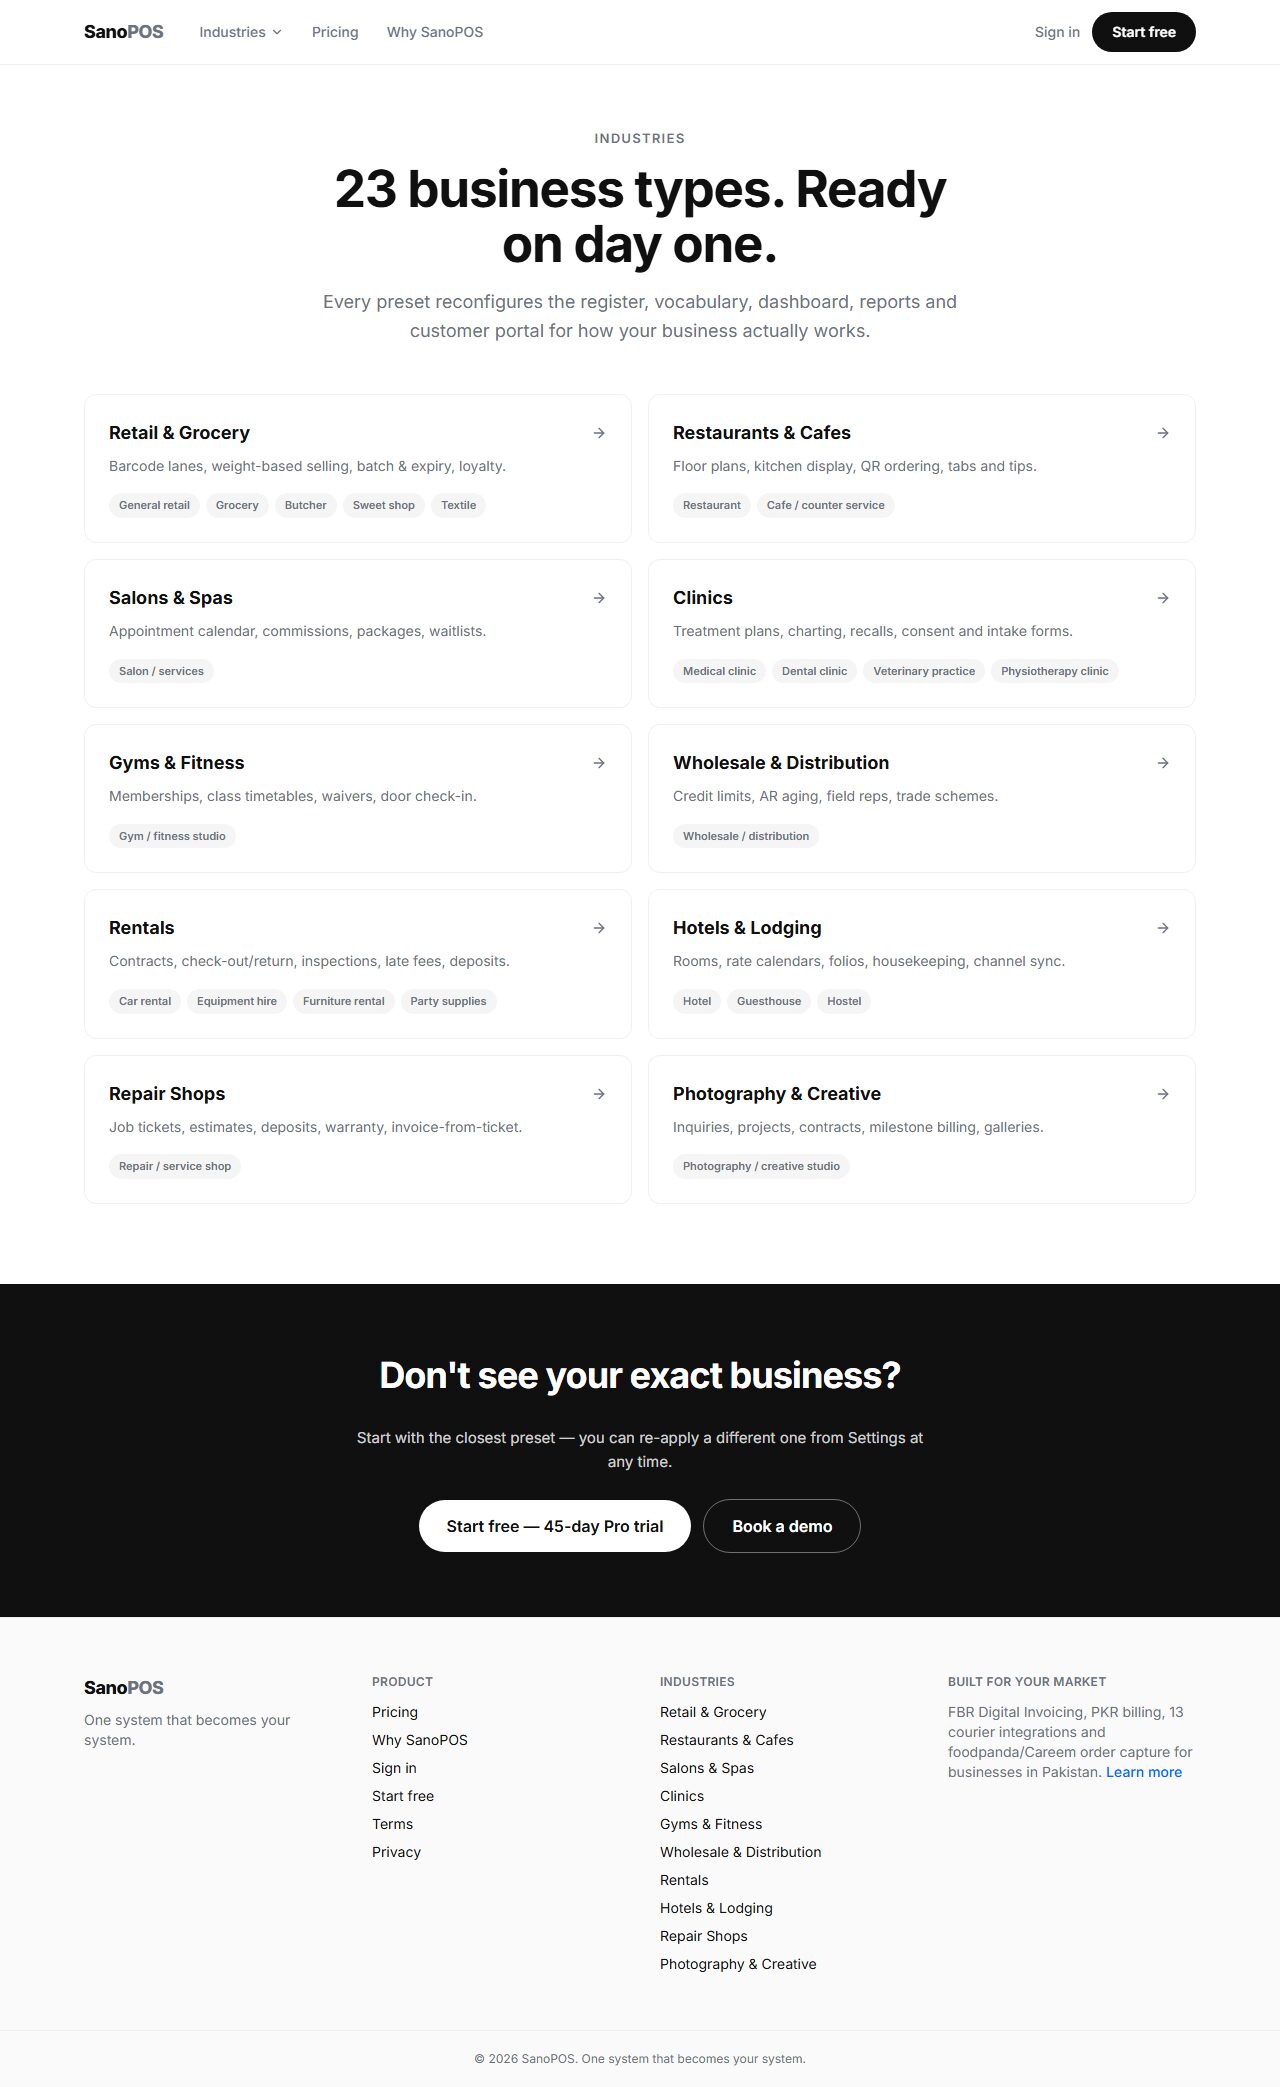 SanoPOS
Industries
Pricing
Why SanoPOS
Sign in
Start free
INDUSTRIES
23 business types. Ready
on day one.
Every preset reconfigures the register, vocabulary, dashboard, reports and
customer portal for how your business actually works.
Retail & Grocery
Barcode lanes, weight-based selling, batch & expiry, loyalty.
General retail
Grocery
Butcher
Sweet shop
Textile
Restaurants & Cafes
Floor plans, kitchen display, QR ordering, tabs and tips.
Restaurant
Cafe / counter service
Salons & Spas
Appointment calendar, commissions, packages, waitlists.
Salon / services
Clinics
Treatment plans, charting, recalls, consent and intake forms.
Medical clinic
Dental clinic
Veterinary practice
Physiotherapy clinic
Gyms & Fitness
Memberships, class timetables, waivers, door check-in.
Gym / fitness studio
Wholesale & Distribution
Credit limits, AR aging, field reps, trade schemes.
Wholesale / distribution
Rentals
Contracts, check-out/return, inspections, late fees, deposits.
Car rental
Equipment hire
Furniture rental
Party supplies
Hotels & Lodging
Rooms, rate calendars, folios, housekeeping, channel sync.
Hotel
Guesthouse
Hostel
Repair Shops
Job tickets, estimates, deposits, warranty, invoice-from-ticket.
Repair / service shop
Photography & Creative
Inquiries, projects, contracts, milestone billing, galleries.
Photography / creative studio
Don't see your exact business?
Start with the closest preset — you can re-apply a different one from Settings at
any time.
Start free — 45-day Pro trial
Book a demo
SanoPOS
One system that becomes your
system.
PRODUCT
Pricing
Why SanoPOS
Sign in
Start free
Terms
Privacy
INDUSTRIES
Retail & Grocery
Restaurants & Cafes
Salons & Spas
Clinics
Gyms & Fitness
Wholesale & Distribution
Rentals
Hotels & Lodging
Repair Shops
Photography & Creative
BUILT FOR YOUR MARKET
FBR Digital Invoicing, PKR billing, 13
courier integrations and
foodpanda/Careem order capture for
businesses in Pakistan. Learn more
© 2026 SanoPOS. One system that becomes your system.